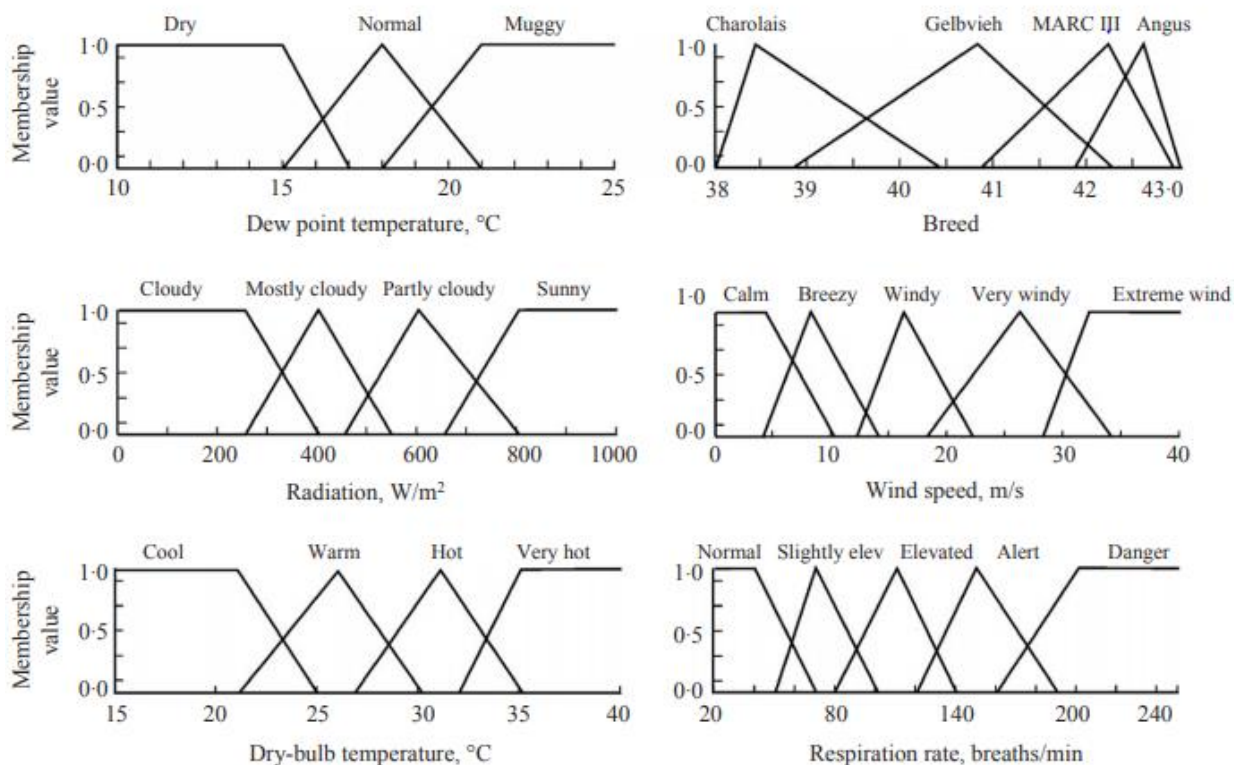 Dry Normal Muggy
1·0
0·5
0·0
Membership value
10 15 20 25
Dew point temperature, °C
Charolais Gelbvieh MARC III Angus
1·0
0·5
0·0
38 39 40 41 42 43·0
Breed
Cloudy Mostly cloudy Partly cloudy Sunny
1·0
0·5
0·0
Membership value
0 200 400 600 800 1000
Radiation, W/m²
Calm Breezy Windy Very windy Extreme wind
1·0
0·5
0·0
0 10 20 30 40
Wind speed, m/s
Cool Warm Hot Very hot
1·0
0·5
0·0
Membership value
15 21 25 30 35 40
Dry-bulb temperature, °C
Normal Slightly elev Elevated Alert Danger
1·0
0·5
0·0
20 80 140 200 240
Respiration rate, breaths/min